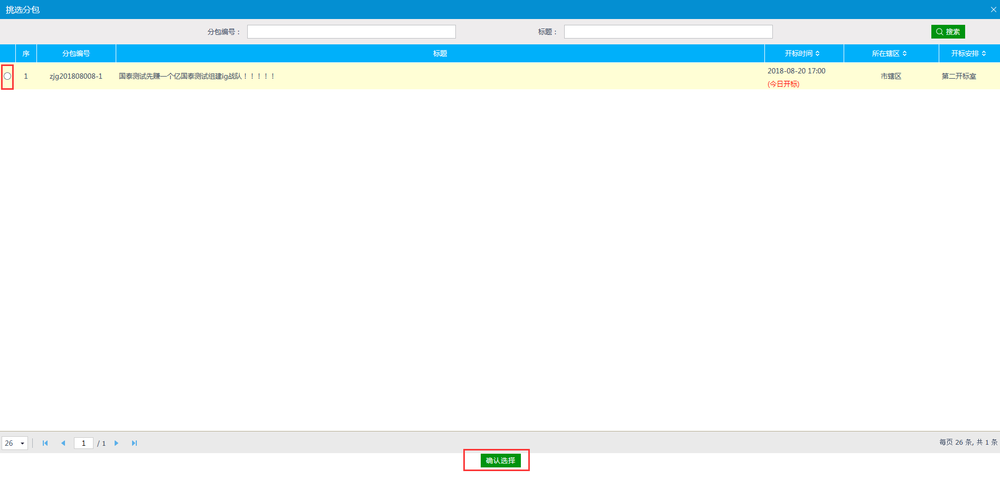 挑选分包
分包编号： 标题： 搜索
序 分包编号 标题 开标时间 所在辖区 开标安排
1 zjg201808008-1 国泰测试先赚一个亿国泰测试组建ig战队！！！！！ 2018-08-20 17:00 市辖区 第二开标室
(今日开标)
26 1 / 1 每页 26 条, 共 1 条
确认选择